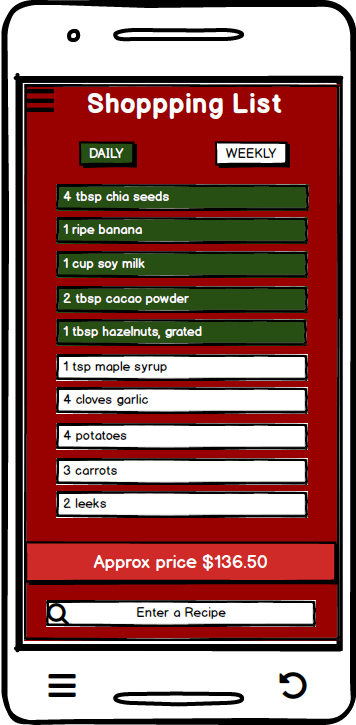 Shoppping List
DAILY WEEKLY
4 tbsp chia seeds
1 ripe banana
1 cup soy milk
2 tbsp cacao powder
1 tbsp hazelnuts, grated
1 tsp maple syrup
4 cloves garlic
4 potatoes
3 carrots
2 leeks
Approx price $136.50
Enter a Recipe